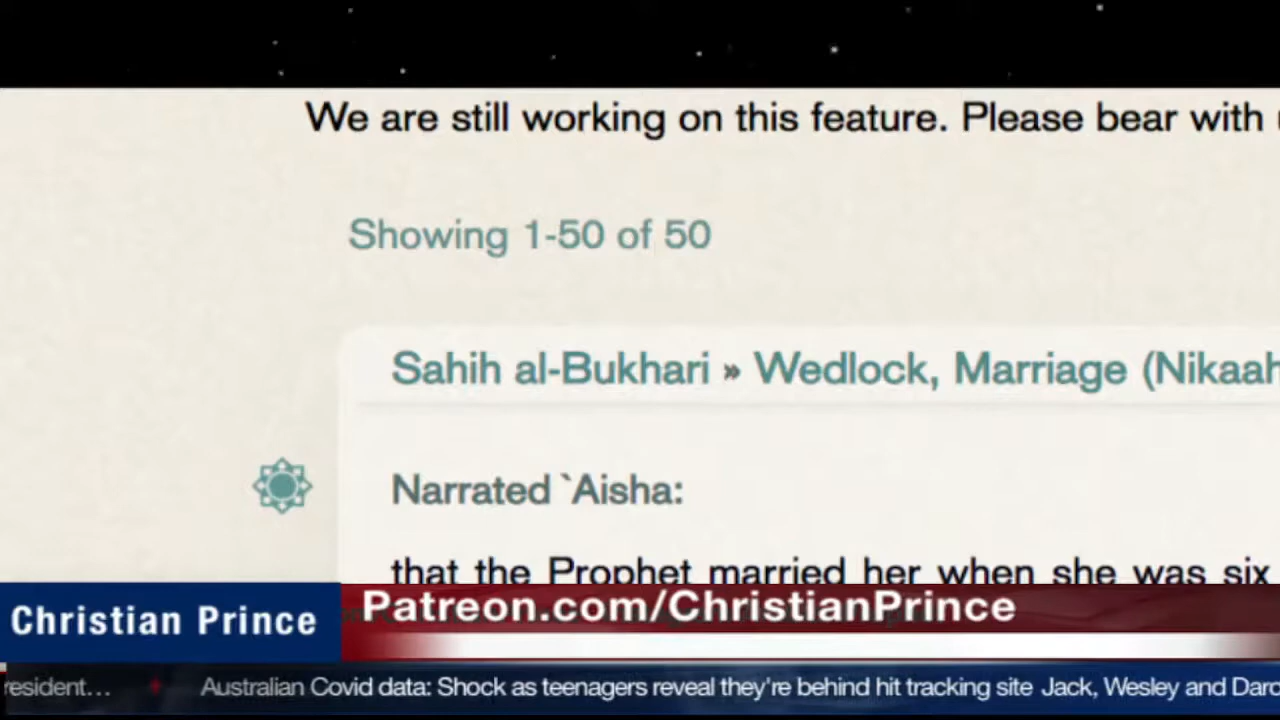 We are still working on this feature. Please bear with
Showing 1-50 of 50
Sahih al-Bukhari » Wedlock, Marriage (Nikaah
Narrated `Aisha:
that the Prophet married her when she was six
Christian Prince
Patreon.com/ChristianPrince
resident... Australian Covid data: Shock as teenagers reveal they're behind hit tracking site Jack, Wesley and Darc